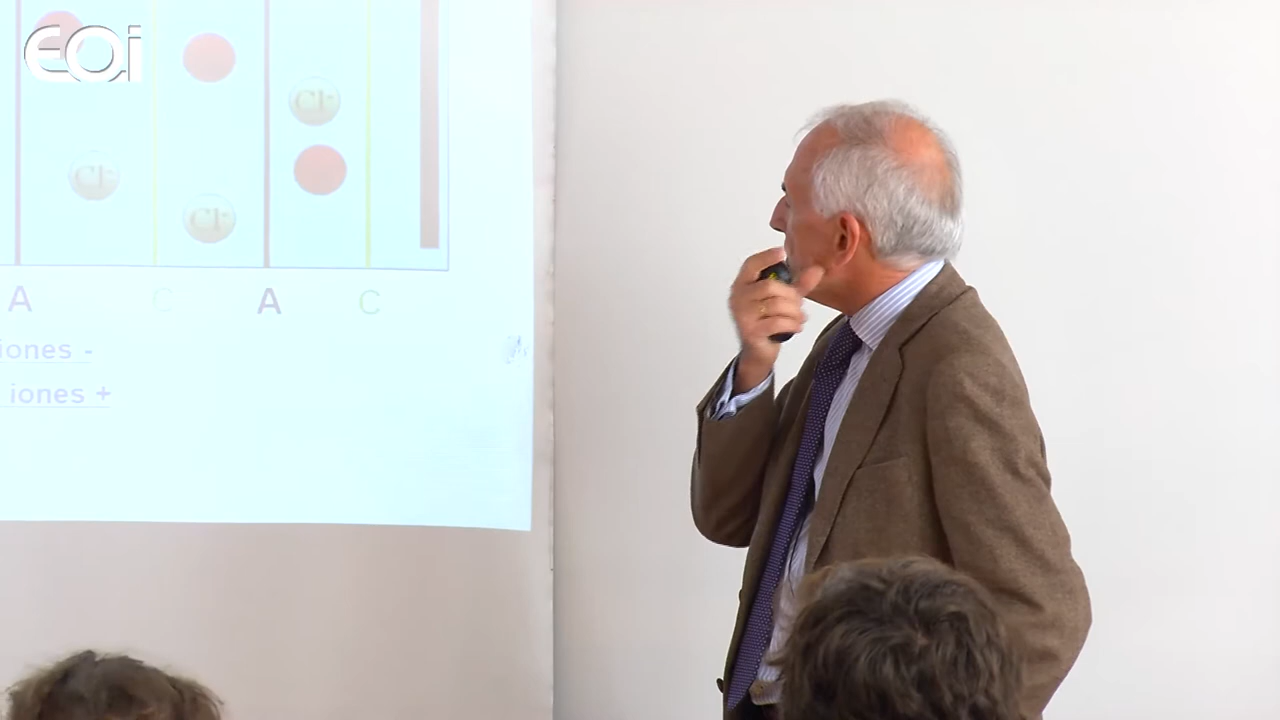 eoi
Cl-
Cl-
Cl-
A C A C
iones -
iones +